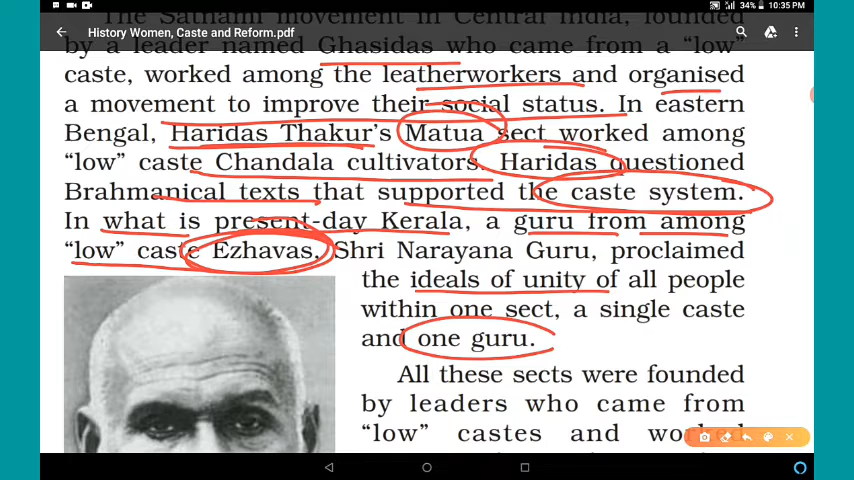 34% 10:35 PM
History Women, Caste and Reform.pdf
The Satnami movement in Central India, founded
by a leader named Ghasidas who came from a "low"
caste, worked among the leatherworkers and organised
a movement to improve their social status. In eastern
Bengal, Haridas Thakur's Matua sect worked among
"low" caste Chandala cultivators. Haridas questioned
Brahmanical texts that supported the caste system.
In what is present-day Kerala, a guru from among
"low" caste Ezhavas, Shri Narayana Guru, proclaimed
the ideals of unity of all people
within one sect, a single caste
and one guru.
All these sects were founded
by leaders who came from
"low" castes and worked